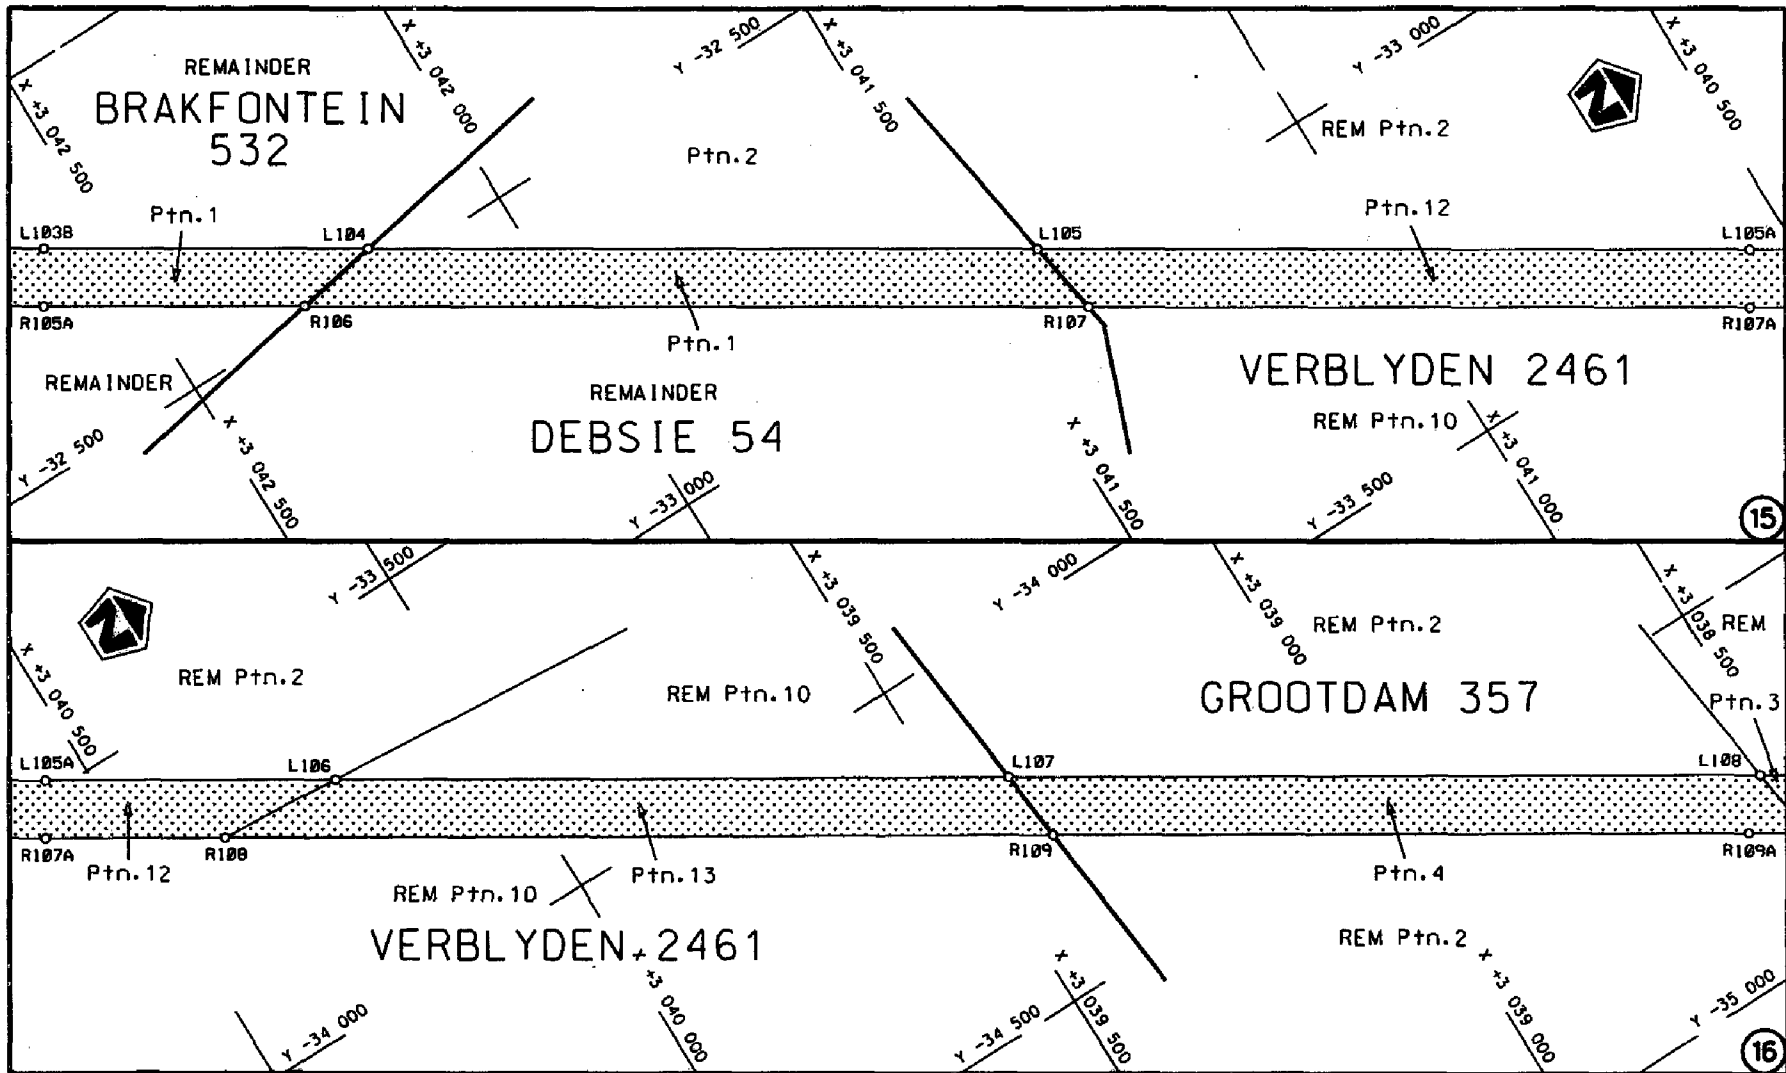 X +3 042 500
REMAINDER
BRAKFONTEIN
532
X +3 042 000
Y -32 500
X +3 041 500
Y -33 000
X +3 040 500
REM Ptn.2
Ptn.2
Ptn.1
Ptn.12
L103B
L104
L105
L105A
R105A
R106
R107
R107A
Ptn.1
REMAINDER
REMAINDER
DEBSIE 54
VERBLYDEN 2461
REM Ptn.10
Y -32 500
X +3 042 500
Y -33 000
X +3 041 500
Y -33 500
X +3 041 000
15
Y -33 500
X +3 039 500
Y -34 000
X +3 039 000
X +3 038 500
REM Ptn.2
REM
REM Ptn.2
X +3 040 500
REM Ptn.10
GROOTDAM 357
Ptn.3
L105A
L106
L107
L108
R107A
R108
R109
R109A
Ptn.12
Ptn.13
Ptn.4
REM Ptn.10
VERBLYDEN 2461
REM Ptn.2
Y -34 000
X +3 040 000
Y -34 500
X +3 039 500
X +3 039 000
Y -35 000
16